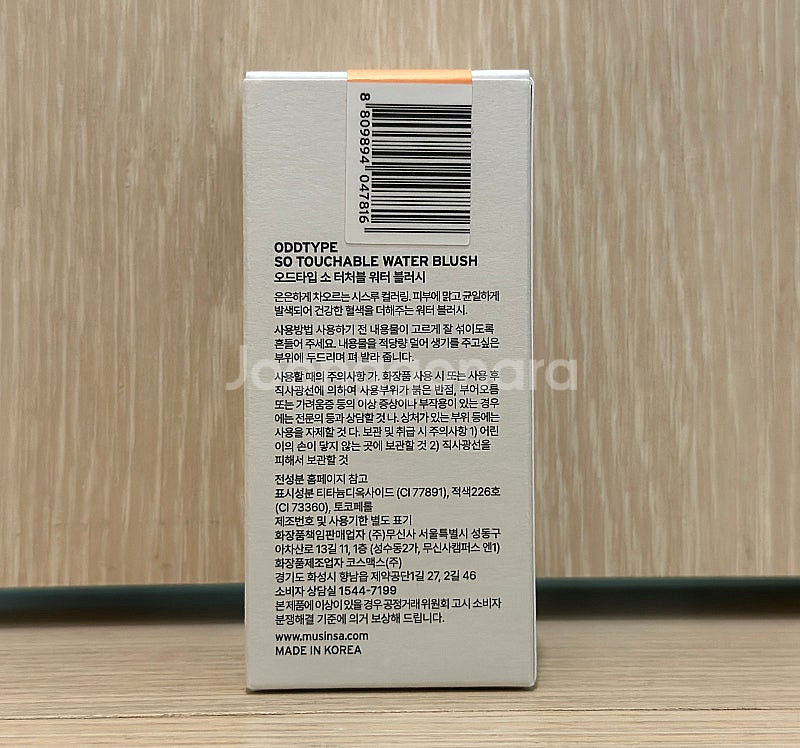 8 809894 047816
ODDTYPE
SO TOUCHABLE WATER BLUSH
오드타입 소 터처블 워터 블러시
은은하게 차오르는 시스루 컬러링. 피부에 맑고 균일하게
발색되어 건강한 혈색을 더해주는 워터 블러시.
사용방법 사용하기 전 내용물이 고르게 잘 섞이도록
흔들어 주세요. 내용물을 적당량 덜어 생기를 주고싶은
부위에 두드리며 펴 발라 줍니다.
사용할 때의 주의사항 가. 화장품 사용 시 또는 사용 후
직사광선에 의하여 사용부위가 붉은 반점, 부어오름
또는 가려움증 등의 이상 증상이나 부작용이 있는 경우
에는 전문의 등과 상담할 것 나. 상처가 있는 부위 등에는
사용을 자제할 것 다. 보관 및 취급 시 주의사항 1) 어린
이의 손이 닿지 않는 곳에 보관할 것 2) 직사광선을
피해서 보관할 것
전성분 홈페이지 참고
표시성분 티타늄디옥사이드 (CI 77891), 적색226호
(CI 73360), 토코페롤
제조번호 및 사용기한 별도 표기
화장품책임판매업자 (주)무신사 서울특별시 성동구
아차산로 13길 11, 1층 (성수동2가, 무신사캠퍼스 엔1)
화장품제조업자 코스맥스(주)
경기도 화성시 향남읍 제약공단1길 27, 2길 46
소비자 상담실 1544-7199
본 제품에 이상이 있을 경우 공정거래위원회 고시 소비자
분쟁해결 기준에 의거 보상해 드립니다.
www.musinsa.com
MADE IN KOREA